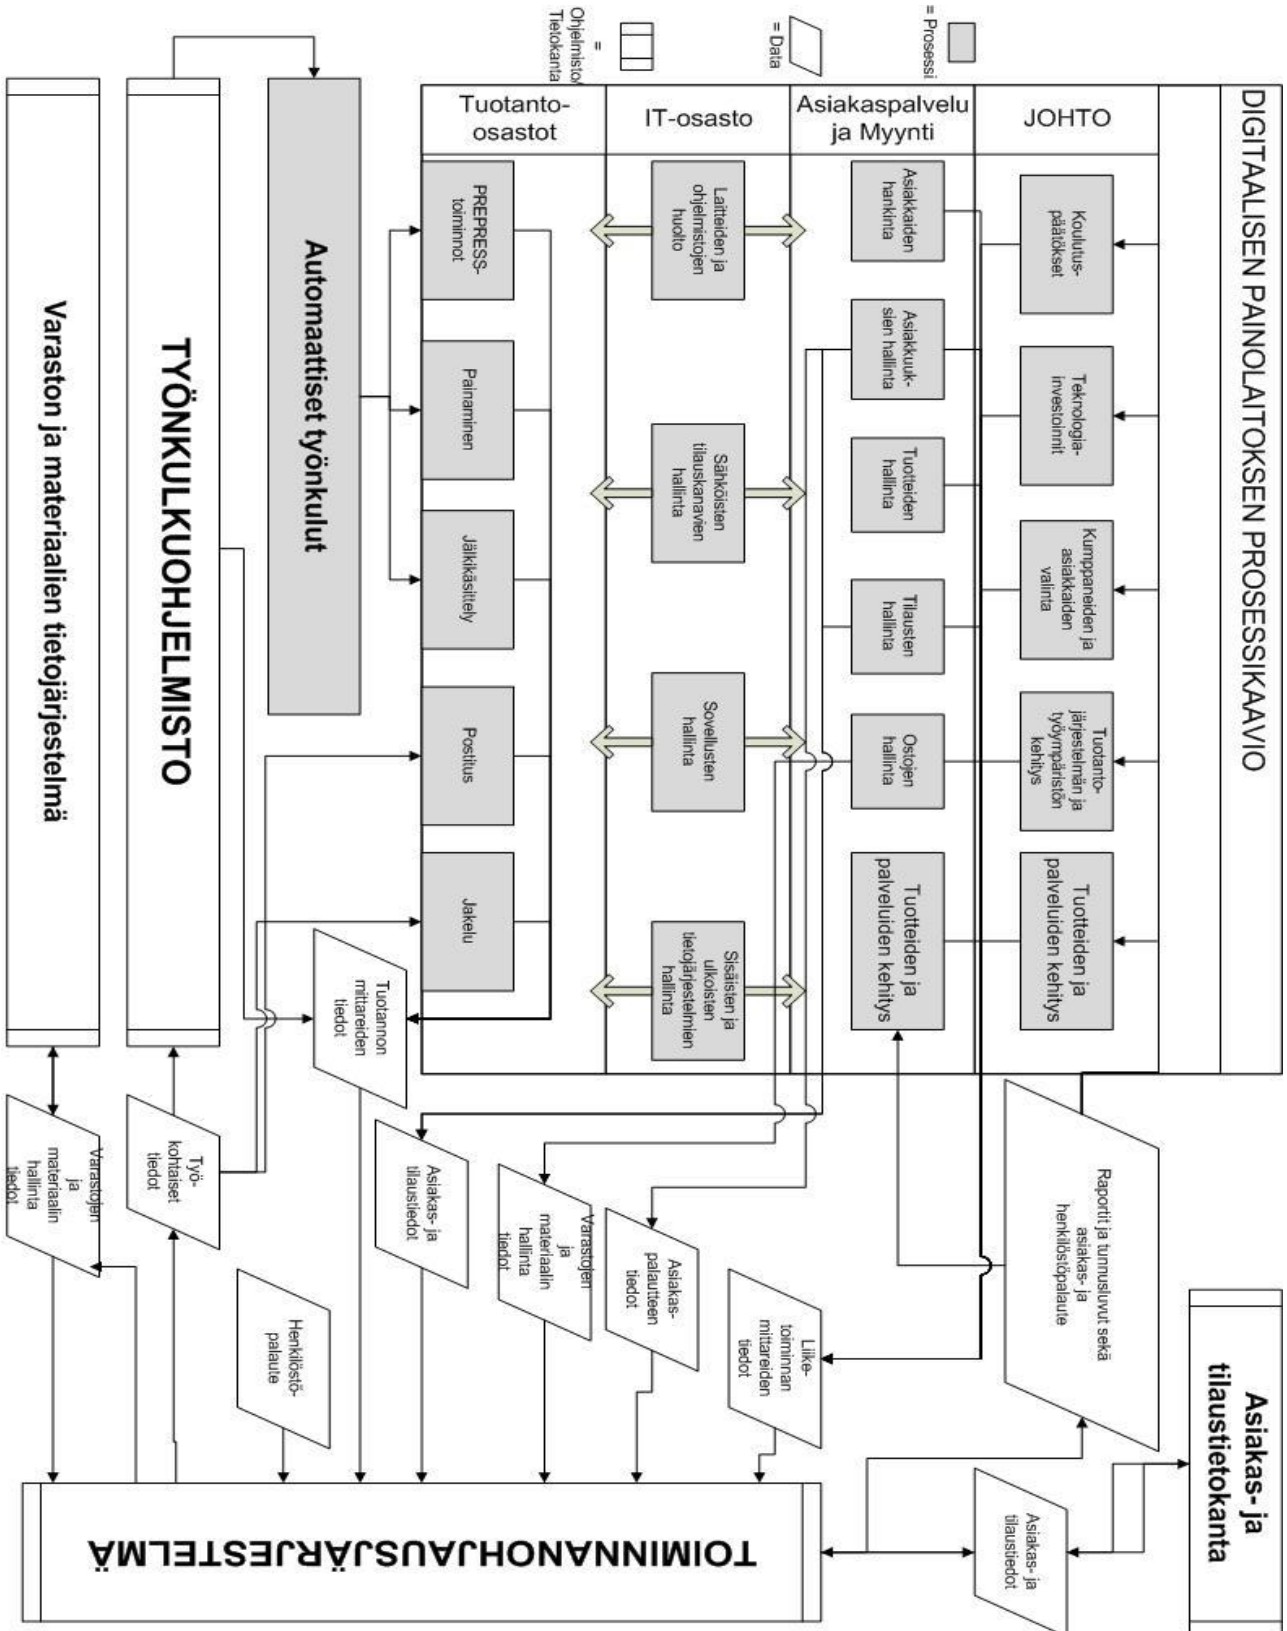 DIGITAALISEN PAINOLAITOKSEN PROSESSIKAAVIO
Asiakas- ja
tilaustietokanta
JOHTO
Koulutus-
päätökset
Teknologia-
investoinnit
Kumppaneiden ja
asiakkaiden
valinta
Tuotanto-
järjestelmän ja
työympäristön
kehitys
Tuotteiden ja
palveluiden kehitys
Raportit ja tunnusluvut sekä
asiakas- ja
henkilöstöpalaute
Asiakas- ja
tilaustiedot
= Prosessi
Asiakaspalvelu
ja Myynti
Asiakkaiden
hankinta
Asiakkuuk-
sien hallinta
Tuotteiden
hallinta
Tilausten
hallinta
Ostojen
hallinta
Tuotteiden ja
palveluiden kehitys
Liike-
toiminnan
mittareiden
tiedot
= Data
IT-osasto
Laitteiden ja
ohjelmistojen
huolto
Sähköisten
tilauskanavien
hallinta
Sovellusten
hallinta
Sisäisten ja
ulkoisten
tietojärjestelmien
hallinta
Asiakas-
palautteen
tiedot
=
Ohjelmisto/
Tietokanta
Tuotanto-
osastot
PREPRESS-
toiminnot
Painaminen
Jälkikäsittely
Postitus
Jakelu
Varastojen
ja
materiaalin
hallinta
tiedot
Asiakas- ja
tilaustiedot
Tuotannon
mittareiden
tiedot
Automaattiset työnkulut
Henkilöstö-
palaute
TOIMINNANOHJAUSJÄRJESTELMÄ
TYÖNKULKUOHJELMISTO
Työ-
kohtaiset
tiedot
Varaston ja materiaalien tietojärjestelmä
Varastojen
ja
materiaalin
hallinta
tiedot